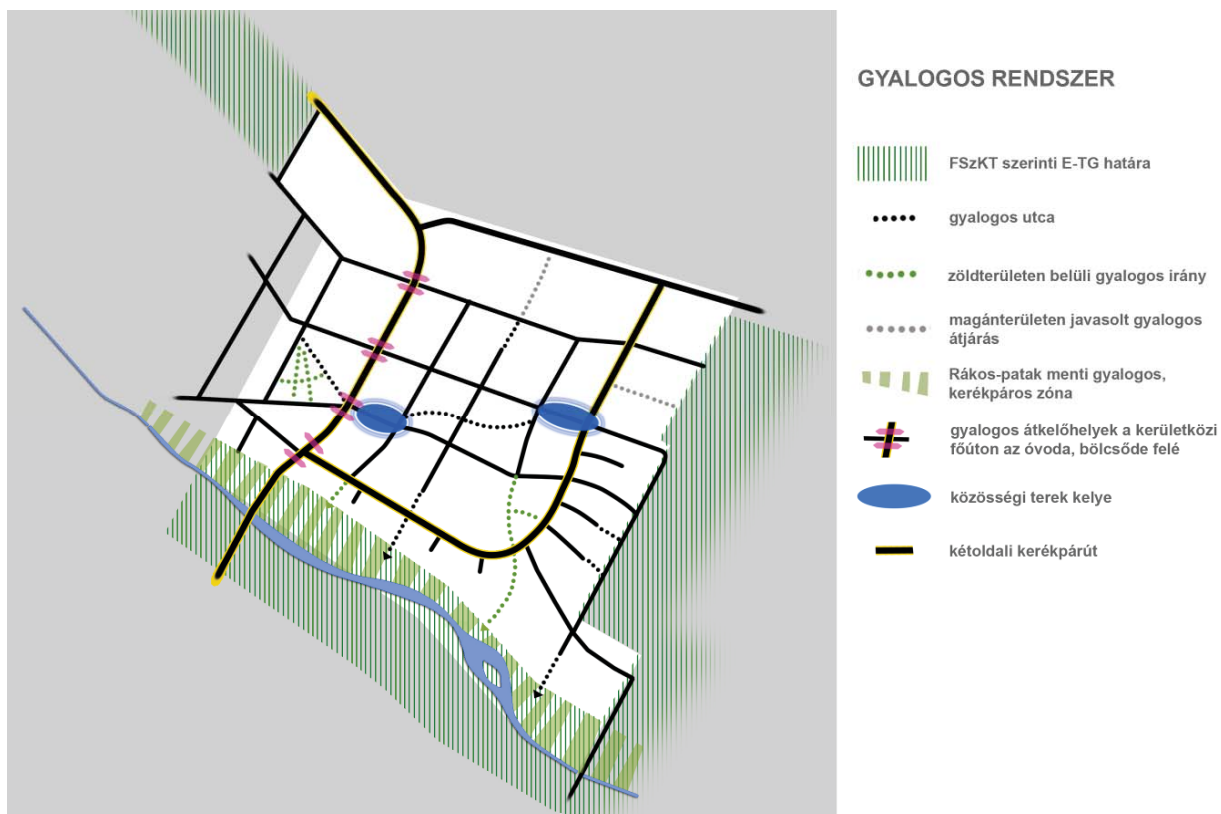 GYALOGOS RENDSZER
FSzKT szerinti E-TG határa
gyalogos utca
zöldterületen belüli gyalogos irány
magánterületen javasolt gyalogos
átjárás
Rákos-patak menti gyalogos,
kerékpáros zóna
gyalogos átkelőhelyek a kerületközi
főúton az óvoda, bölcsőde felé
közösségi terek kelye
kétoldali kerékpárút